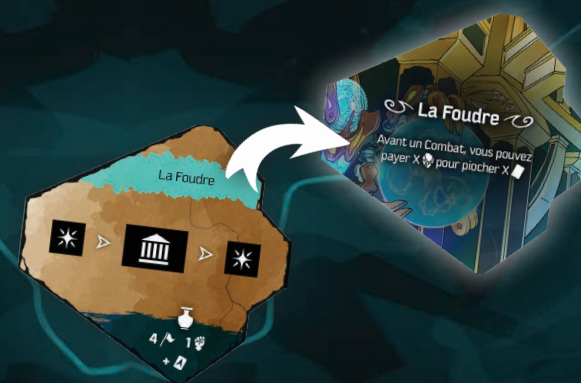 La Foudre
Avant un Combat, vous pouvez
payer X pour piocher X
La Foudre
4 1
+